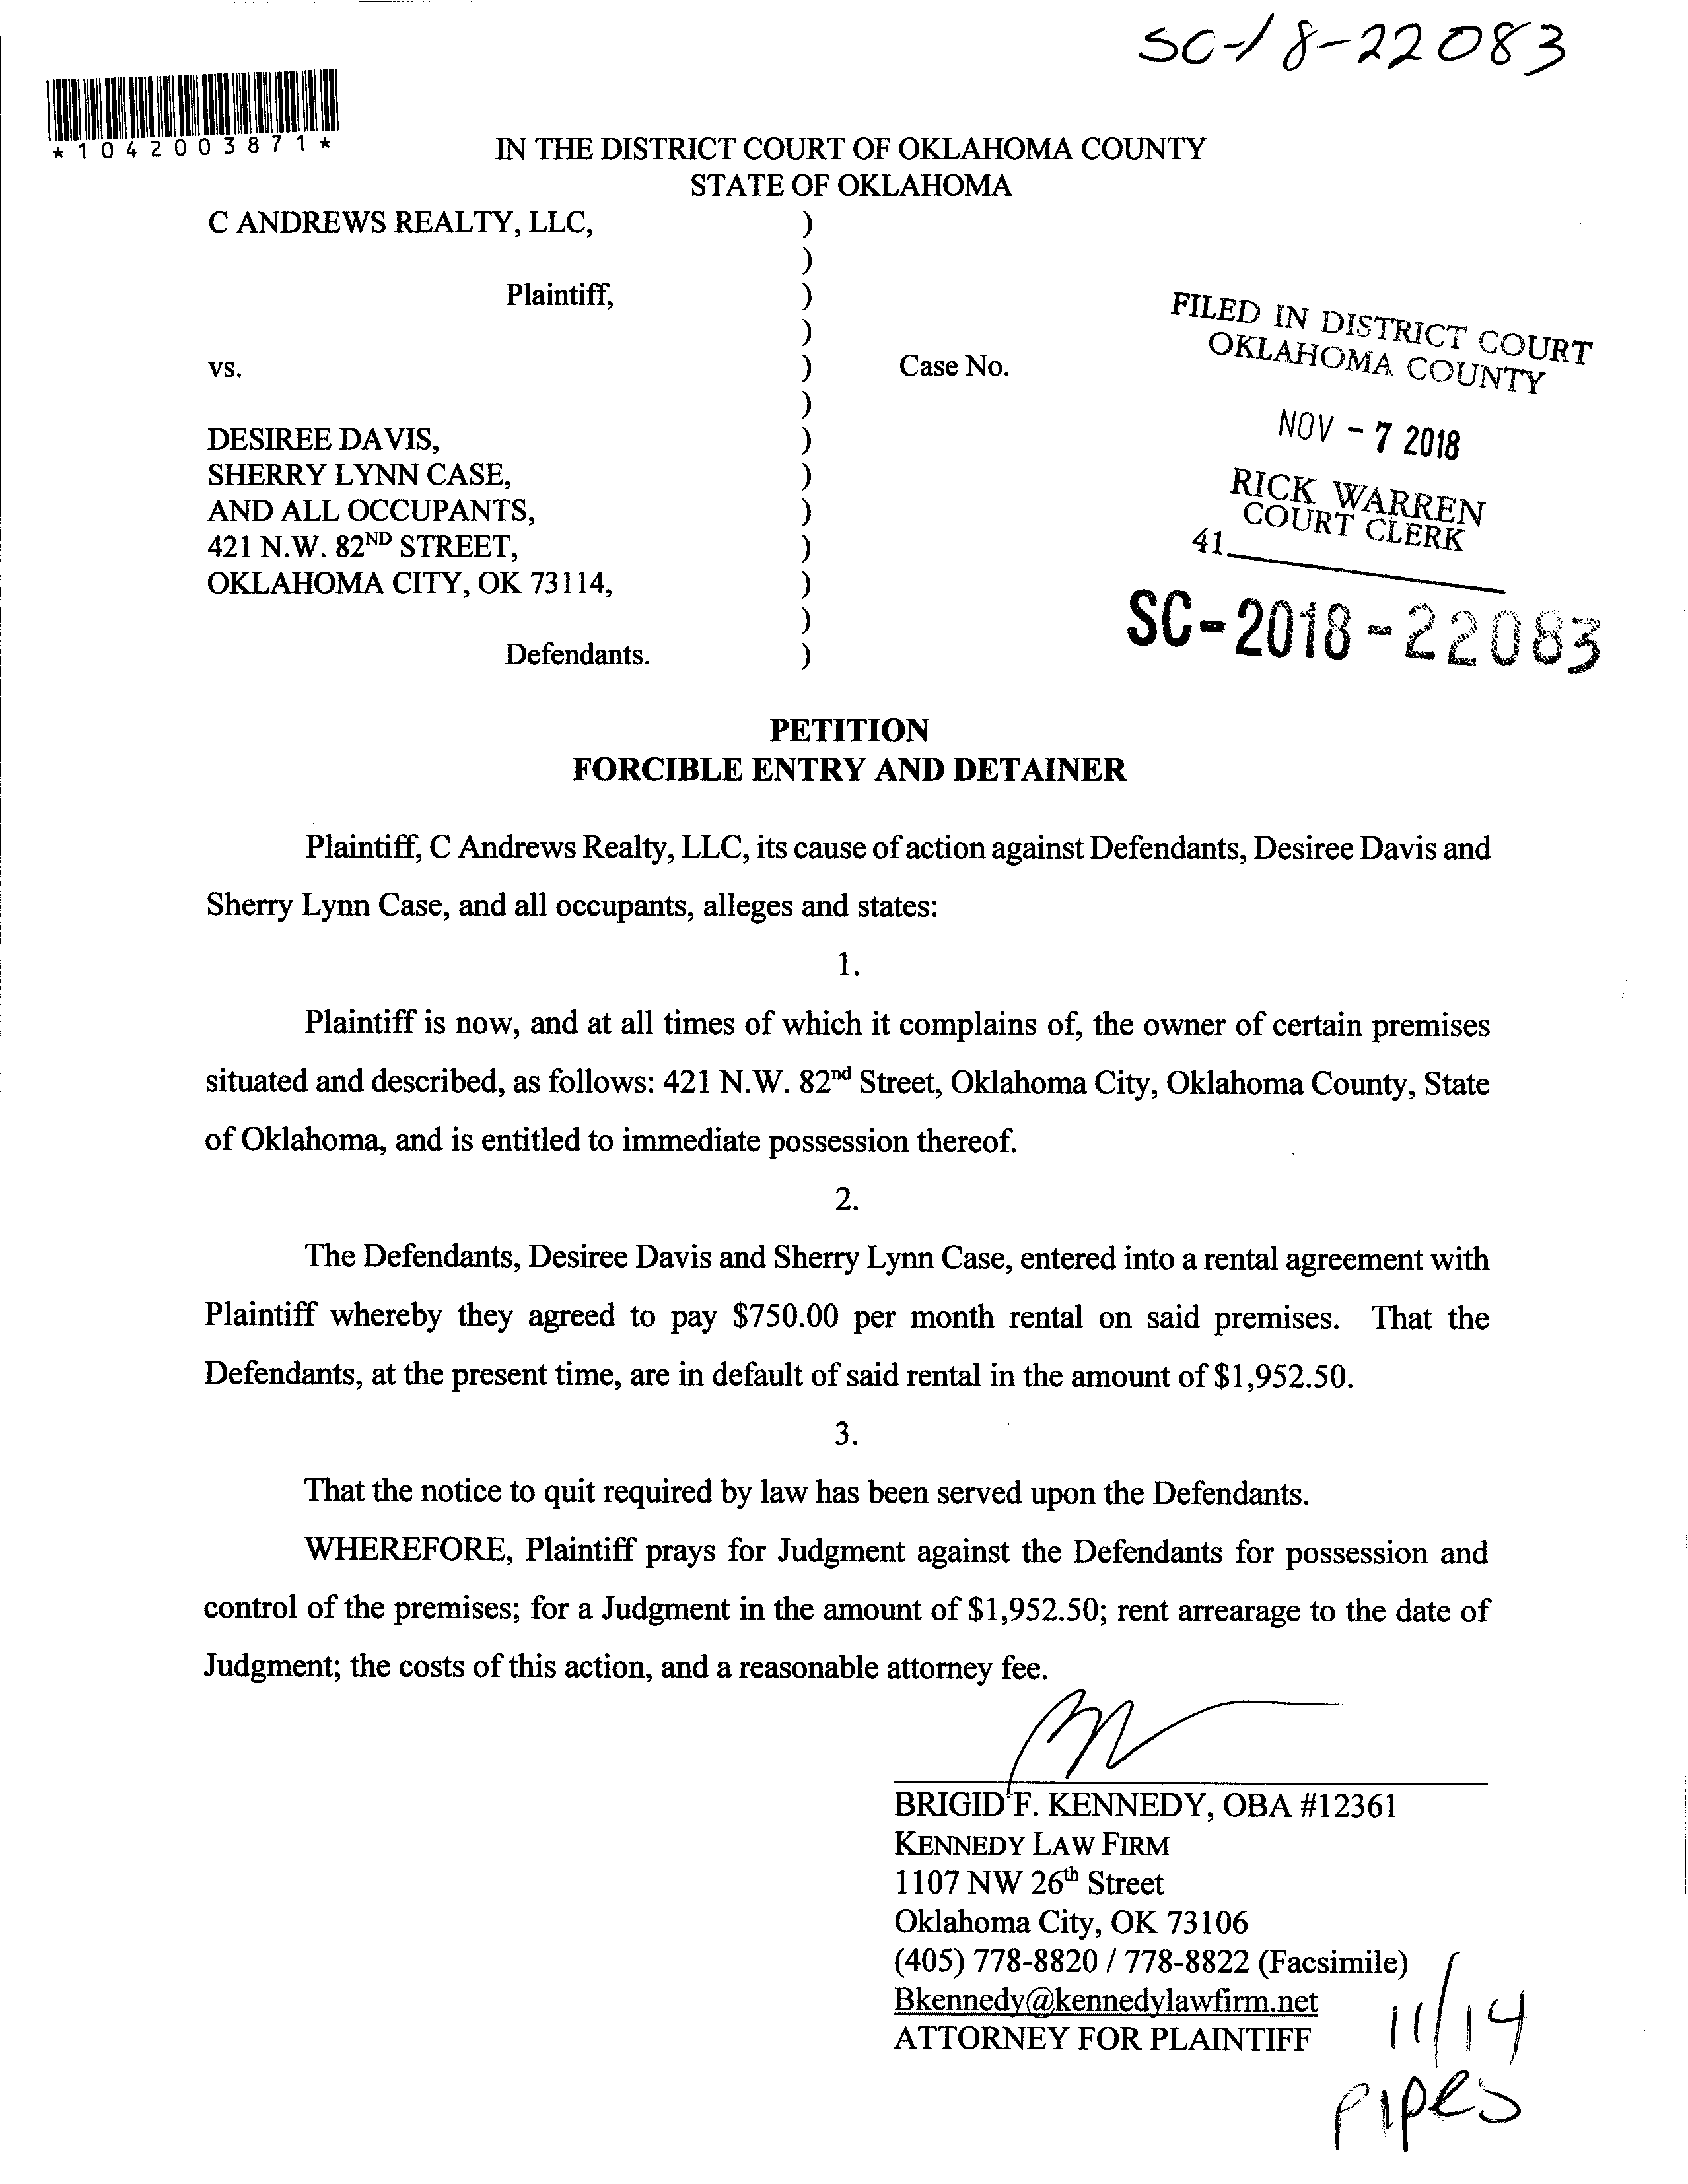 SC-18-22083
*1042003871*
IN THE DISTRICT COURT OF OKLAHOMA COUNTY
STATE OF OKLAHOMA
C ANDREWS REALTY, LLC, )
)
Plaintiff, )
)
vs. ) Case No.
)
DESIREE DAVIS, )
SHERRY LYNN CASE, )
AND ALL OCCUPANTS, )
421 N.W. 82ND STREET, )
OKLAHOMA CITY, OK 73114, )
)
Defendants. )
FILED IN DISTRICT COURT
OKLAHOMA COUNTY
NOV - 7 2018
RICK WARREN
COURT CLERK
41
SC-2018-22083
PETITION
FORCIBLE ENTRY AND DETAINER
Plaintiff, C Andrews Realty, LLC, its cause of action against Defendants, Desiree Davis and
Sherry Lynn Case, and all occupants, alleges and states:
1.
Plaintiff is now, and at all times of which it complains of, the owner of certain premises
situated and described, as follows: 421 N.W. 82nd Street, Oklahoma City, Oklahoma County, State
of Oklahoma, and is entitled to immediate possession thereof.
2.
The Defendants, Desiree Davis and Sherry Lynn Case, entered into a rental agreement with
Plaintiff whereby they agreed to pay $750.00 per month rental on said premises. That the
Defendants, at the present time, are in default of said rental in the amount of $1,952.50.
3.
That the notice to quit required by law has been served upon the Defendants.
WHEREFORE, Plaintiff prays for Judgment against the Defendants for possession and
control of the premises; for a Judgment in the amount of $1,952.50; rent arrearage to the date of
Judgment; the costs of this action, and a reasonable attorney fee.
BRIGID F. KENNEDY, OBA #12361
KENNEDY LAW FIRM
1107 NW 26th Street
Oklahoma City, OK 73106
(405) 778-8820 / 778-8822 (Facsimile)
Bkennedy@kennedylawfirm.net
ATTORNEY FOR PLAINTIFF
11/14
Pipes